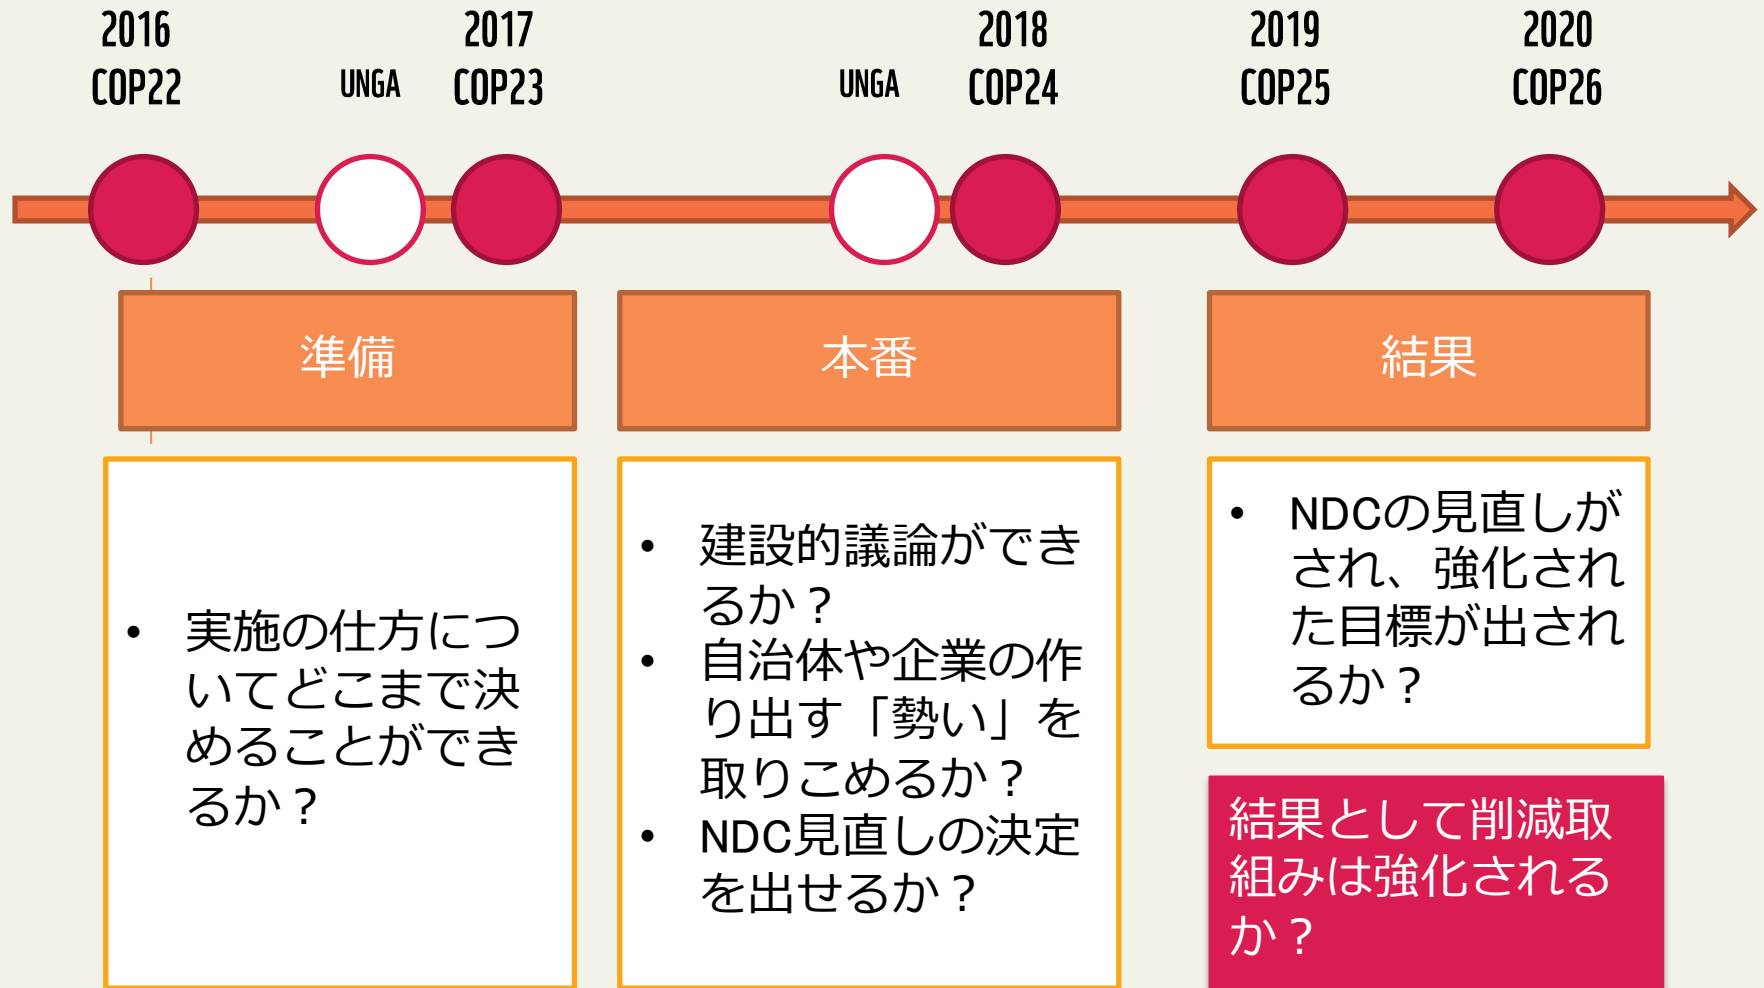 2016
COP22
UNGA
2017
COP23
UNGA
2018
COP24
2019
COP25
2020
COP26
準備
本番
結果
• 実施の仕方につ
いてどこまで決
めることができ
るか？
• 建設的議論ができ
るか？
• 自治体や企業の作
り出す「勢い」を
取りこめるか？
• NDC見直しの決定
を出せるか？
• NDCの見直しが
され、強化され
た目標が出され
るか？
結果として削減取
組みは強化される
か？